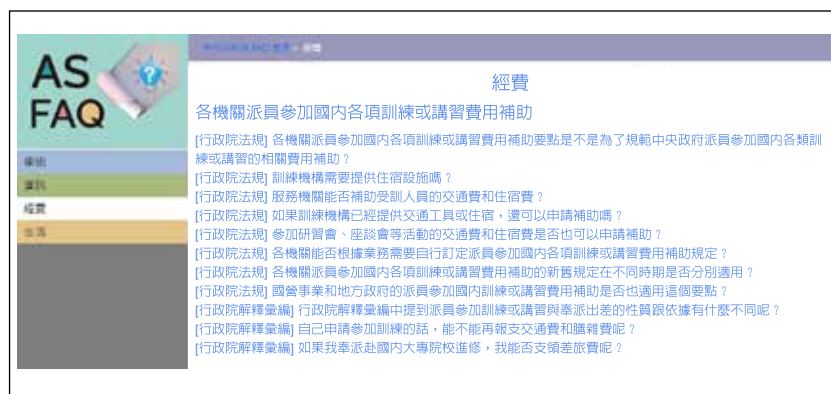 AS
FAQ
經費
經費
各機關派員參加國内各項訓練或講習費用補助
[行政院法規] 各機關派員參加國内各項訓練或講習費用補助要點是不是為了規範中央政府派員參加國内各類訓
練或講習的相關費用補助？
[行政院法規] 訓練機構需要提供住宿設施嗎？
[行政院法規] 服務機關能否補助受訓人員的交通費和住宿費？
[行政院法規] 如果訓練機構已經提供交通工具或住宿，還可以申請補助嗎？
[行政院法規] 參加研習會、座談會等活動的交通費和住宿費是否也可以申請補助？
[行政院法規] 各機關能否根據業務需要自行訂定派員參加國内各項訓練或講習費用補助規定？
[行政院法規] 各機關派員參加國内各項訓練或講習費用補助的新舊規定在不同時期是否分別適用？
[行政院法規] 國營事業和地方政府的派員參加國内訓練或講習費用補助是否也適用這個要點？
[行政院解釋彙編] 行政院解釋彙編中提到派員參加訓練或講習與奉派出差的性質跟依據有什麼不同呢？
[行政院解釋彙編] 自己申請參加訓練的話，能不能再報支交通費和膳雜費呢？
[行政院解釋彙編] 如果我奉派赴國内大專院校進修，我能否支領差旅費呢？